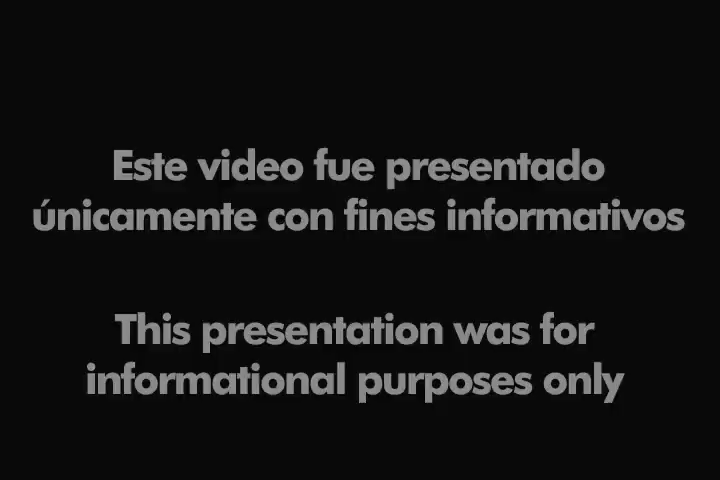 Este video fue presentado
únicamente con fines informativos
This presentation was for
informational purposes only